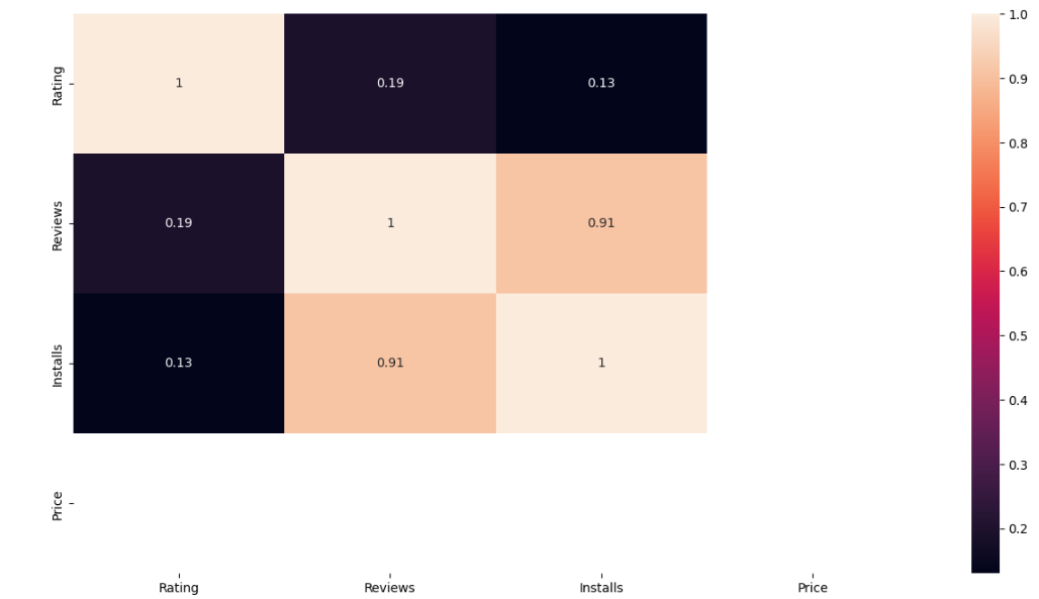 1.0
Rating
1 0.19 0.13
0.9
0.8
0.7
Reviews
0.19 1 0.91
0.6
0.5
Installs
0.13 0.91 1
0.4
0.3
Price
0.2
Rating Reviews Installs Price